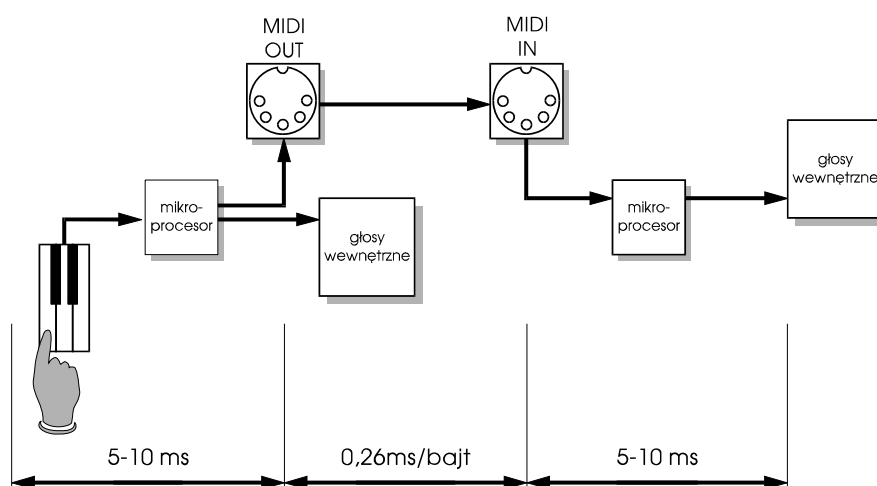 MIDI
OUT
MIDI
IN
mikro-
procesor
głosy
wewnętrzne
mikro-
procesor
głosy
wewnętrzne
5-10 ms
0,26ms/bajt
5-10 ms